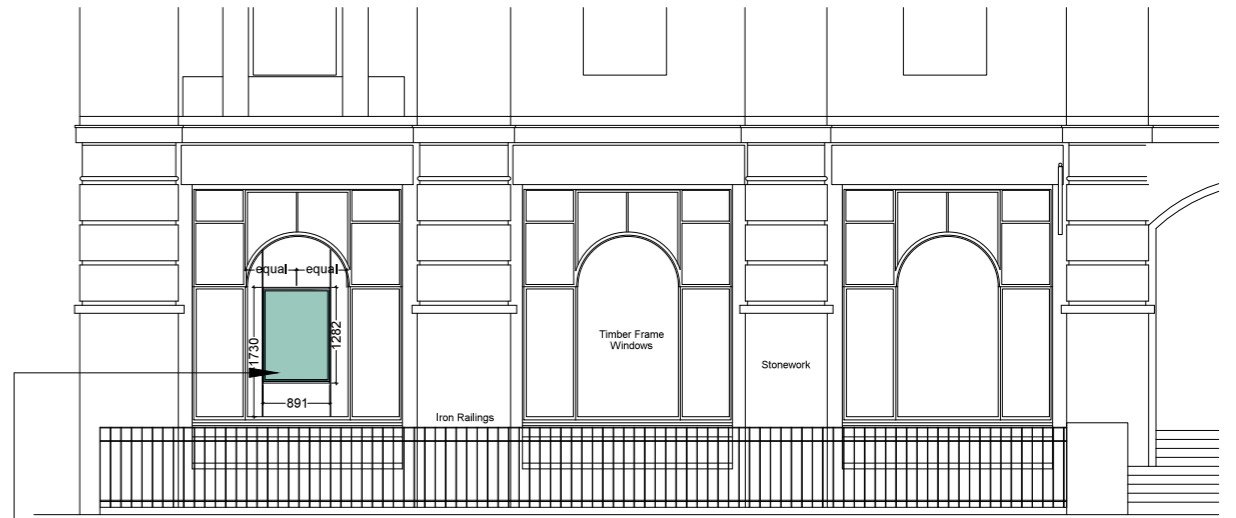 equal equal
1730
1282
891
Timber Frame
Windows
Stonework
Iron Railings